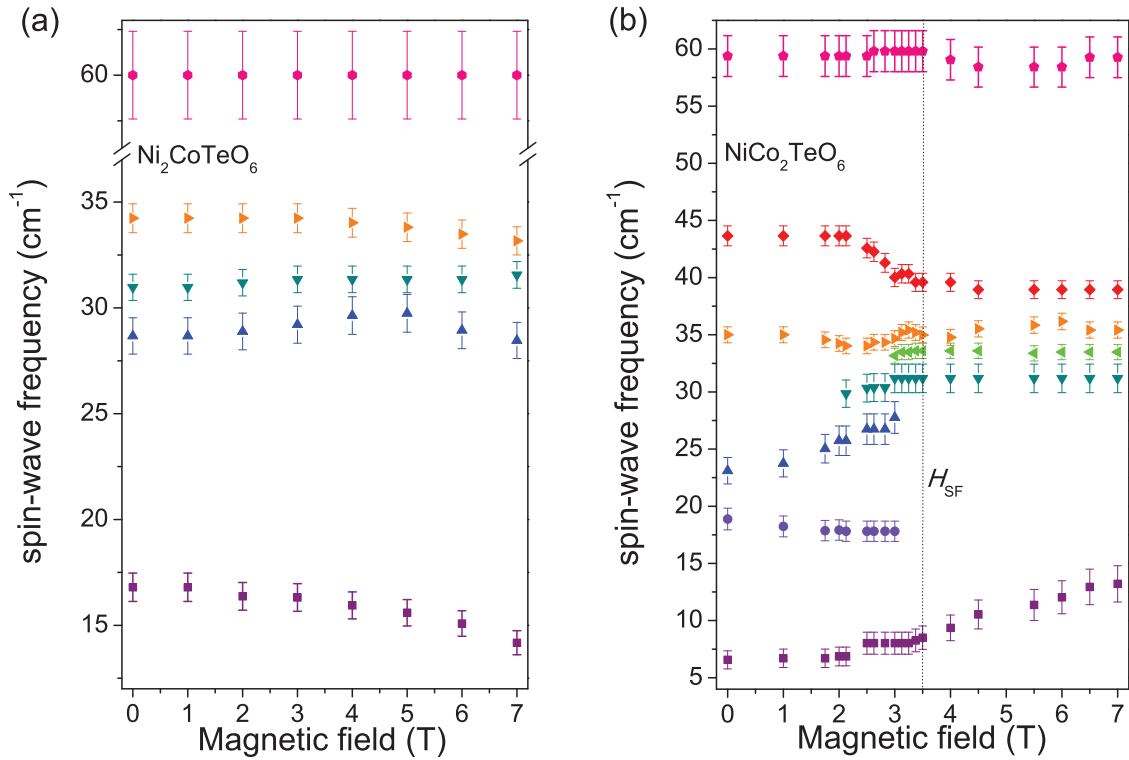 (a)
spin-wave frequency (cm⁻¹)
60
35
30
25
20
15
Ni₂CoTeO₆
0 1 2 3 4 5 6 7
Magnetic field (T)
(b)
spin-wave frequency (cm⁻¹)
60
55
50
45
40
35
30
25
20
15
10
5
NiCo₂TeO₆
H_SF
0 1 2 3 4 5 6 7
Magnetic field (T)